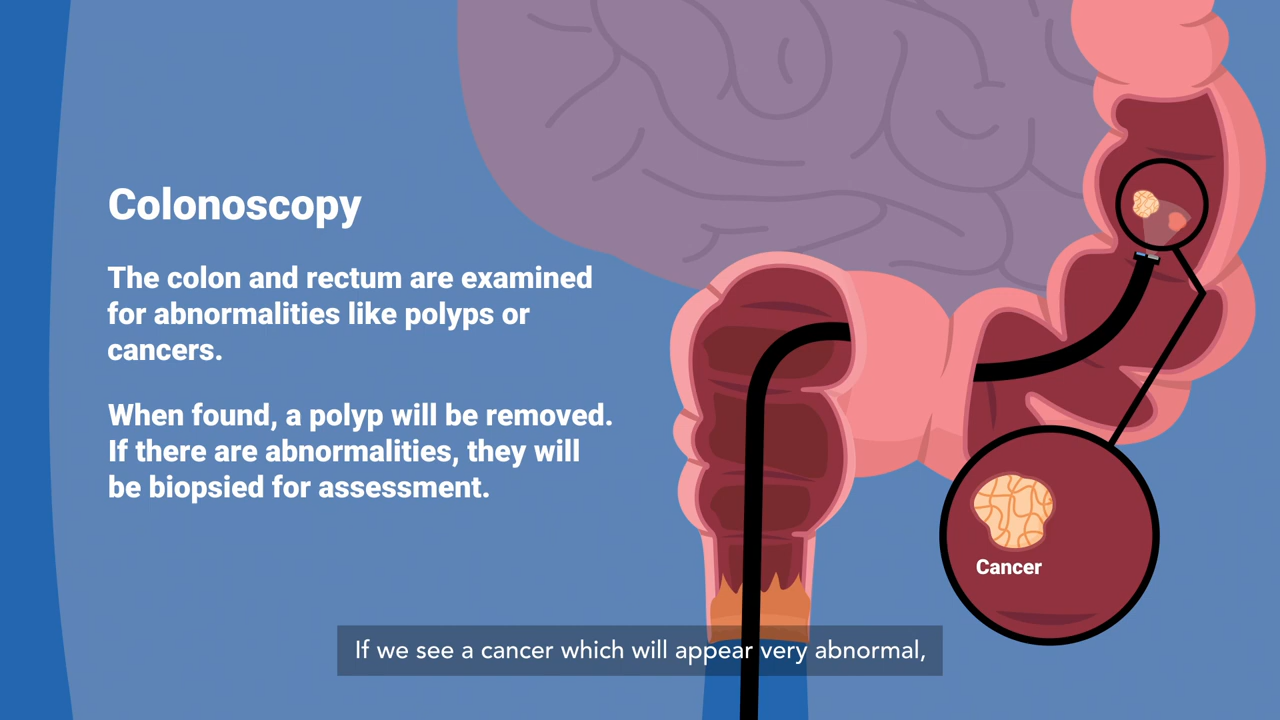 Colonoscopy
The colon and rectum are examined
for abnormalities like polyps or
cancers.
When found, a polyp will be removed.
If there are abnormalities, they will
be biopsied for assessment.
Cancer
If we see a cancer which will appear very abnormal,